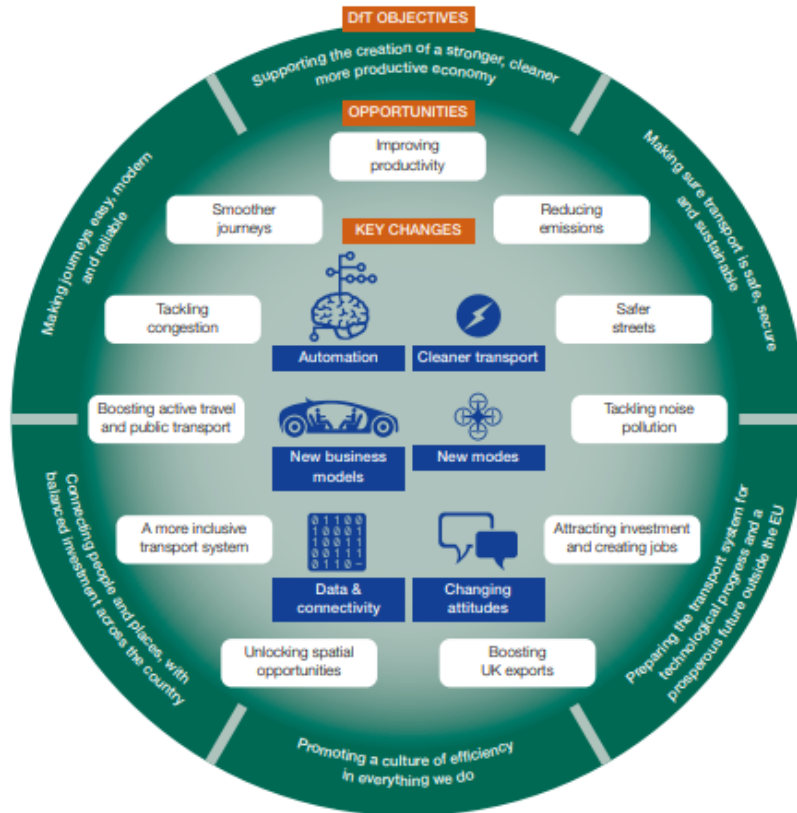 DfT OBJECTIVES
Supporting the creation of a stronger, cleaner
more productive economy
OPPORTUNITIES
Improving
productivity
Smoother
journeys
Reducing
emissions
KEY CHANGES
Making journeys easy, modern
and reliable
Making sure transport is safe, secure
and sustainable
Tackling
congestion
Safer
streets
Automation
Cleaner transport
Boosting active travel
and public transport
Tackling noise
pollution
New business
models
New modes
Connecting people and places, with
balanced investment across the country
Preparing the transport system for
technological progress and a
prosparous future outside the EU
A more inclusive
transport system
01100
10001
10011
00111
0110–
Attracting investment
and creating jobs
Data &
connectivity
Changing
attitudes
Unlocking spatial
opportunities
Boosting
UK exports
Promoting a culture of efficiency
in everything we do